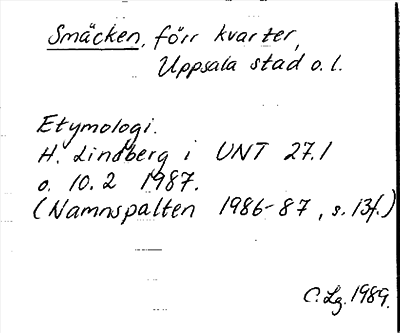 Smäcken, förr kvarter,
Uppsala stad o. l.
Etymologi.
H. Lindberg i UNT 27.1
o. 10.2 1987.
(Namnspalten 1986-87, s. 13f.)
C. Lg. 1989.